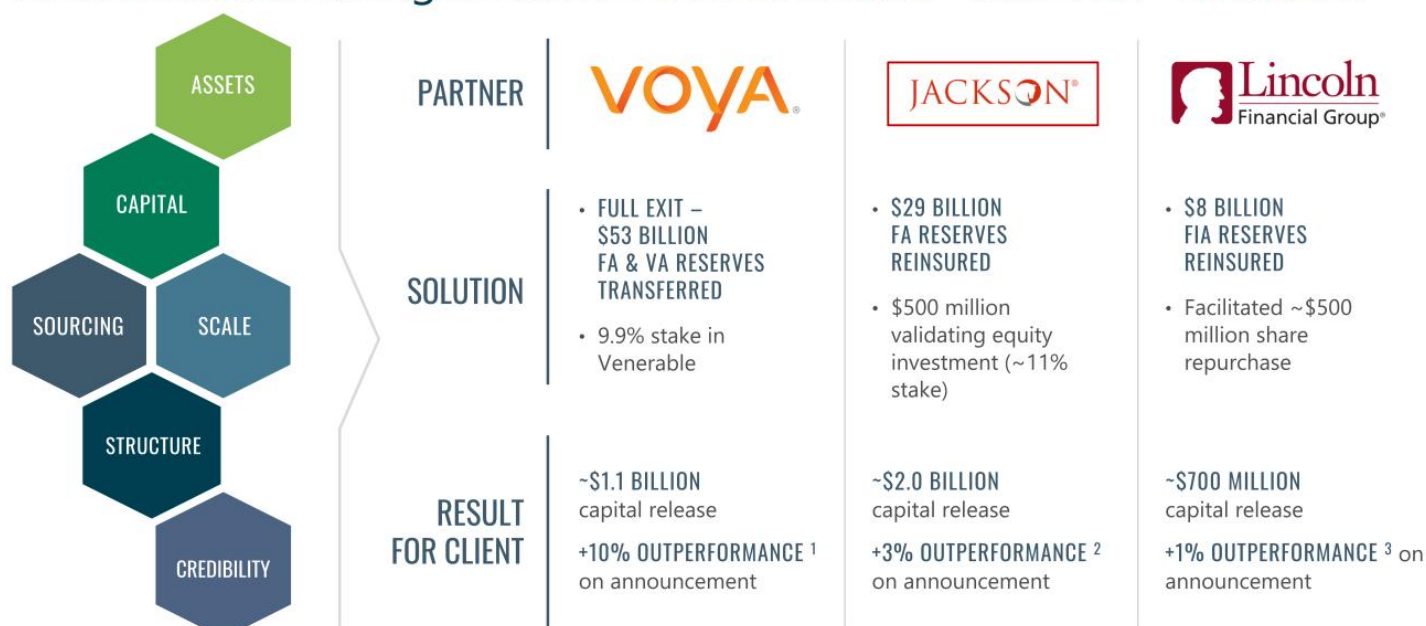 ASSETS
CAPITAL
SOURCING
SCALE
STRUCTURE
CREDIBILITY
PARTNER
VOYA®
JACKSON®
Lincoln
Financial Group®
SOLUTION
• FULL EXIT –
$53 BILLION
FA & VA RESERVES
TRANSFERRED
• 9.9% stake in
Venerable
• $29 BILLION
FA RESERVES
REINSURED
• $500 million
validating equity
investment (~11%
stake)
• $8 BILLION
FIA RESERVES
REINSURED
• Facilitated ~$500
million share
repurchase
RESULT
FOR CLIENT
~$1.1 BILLION
capital release
+10% OUTPERFORMANCE 1
on announcement
~$2.0 BILLION
capital release
+3% OUTPERFORMANCE 2
on announcement
~$700 MILLION
capital release
+1% OUTPERFORMANCE 3 on
announcement